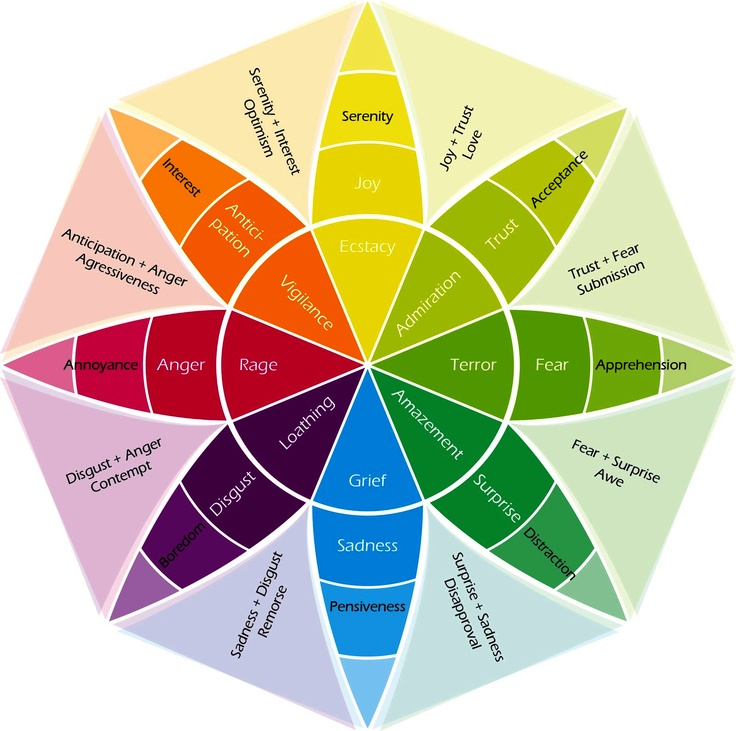 Serenity + Interest
Optimism
Serenity
Joy
Ecstacy
Joy + Trust
Love
Acceptance
Trust
Admiration
Trust + Fear
Submission
Terror
Fear
Apprehension
Fear + Surprise
Awe
Amazement
Surprise
Distraction
Surprise + Sadness
Disapproval
Grief
Sadness
Pensiveness
Sadness + Disgust
Remorse
Loathing
Disgust
Boredom
Disgust + Anger
Contempt
Rage
Anger
Annoyance
Anticipation + Anger
Agressiveness
Vigilance
Antici-
pation
Interest